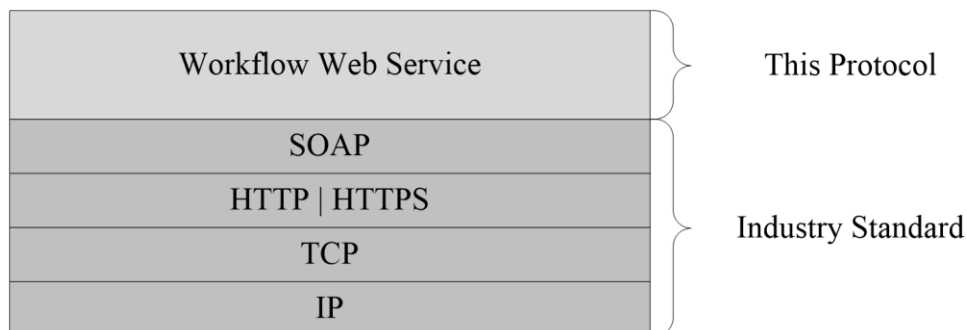 Workflow Web Service
This Protocol
SOAP
HTTP | HTTPS
TCP
IP
Industry Standard